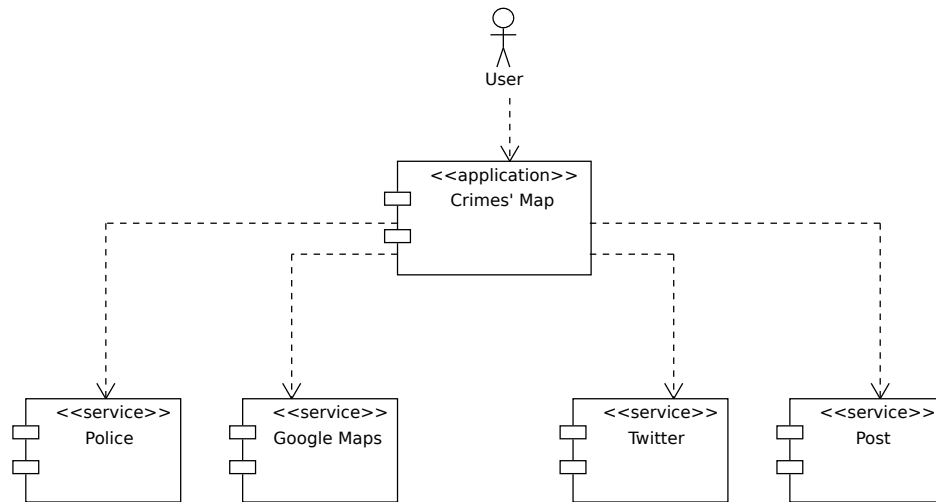 User
<<application>>
Crimes' Map
<<service>>
Police
<<service>>
Google Maps
<<service>>
Twitter
<<service>>
Post